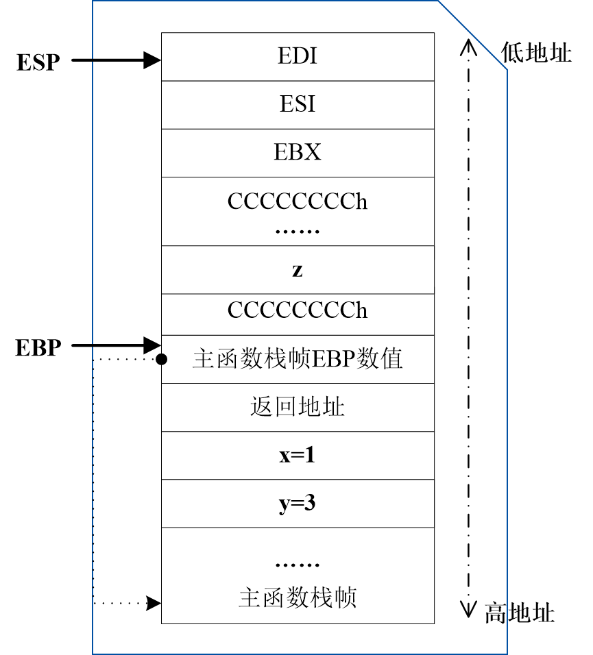 低地址
ESP
EDI
ESI
EBX
CCCCCCCCh
······
z
CCCCCCCCh
EBP
主函数栈帧EBP数值
返回地址
x=1
y=3
······
主函数栈帧
高地址